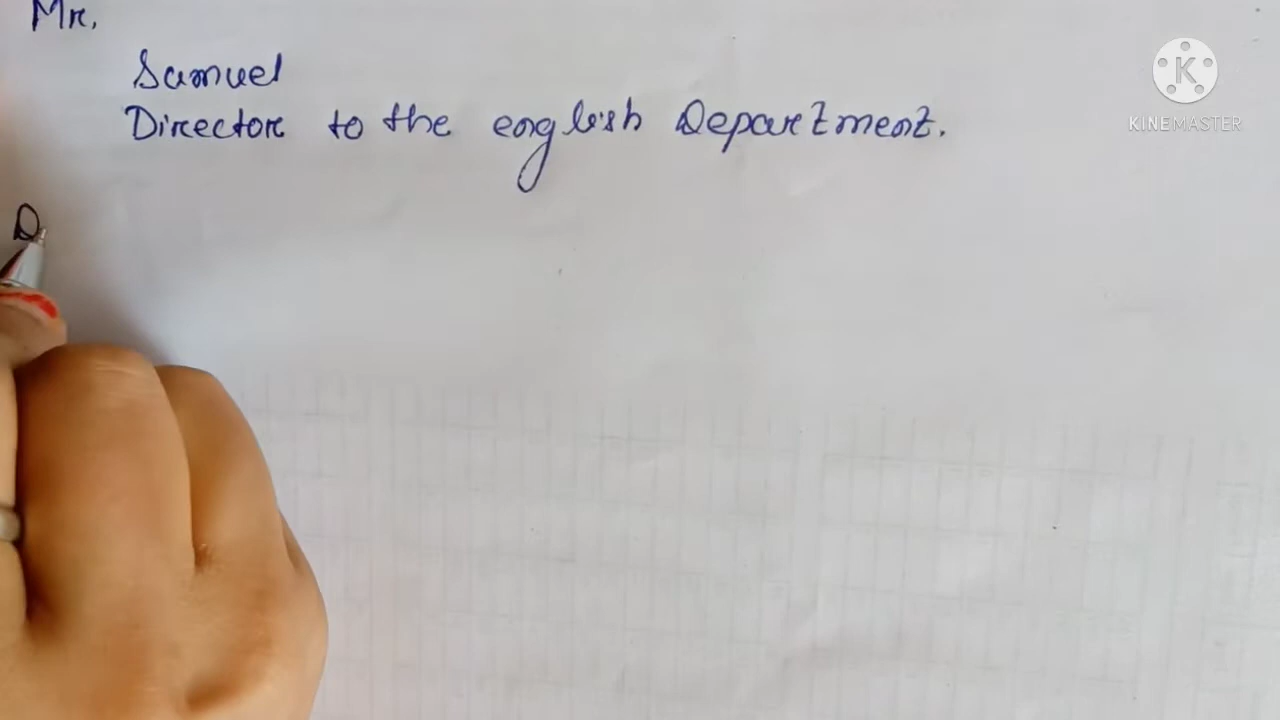 Mr.
Samuel
Director to the english Department.
D
K
KINEMASTER